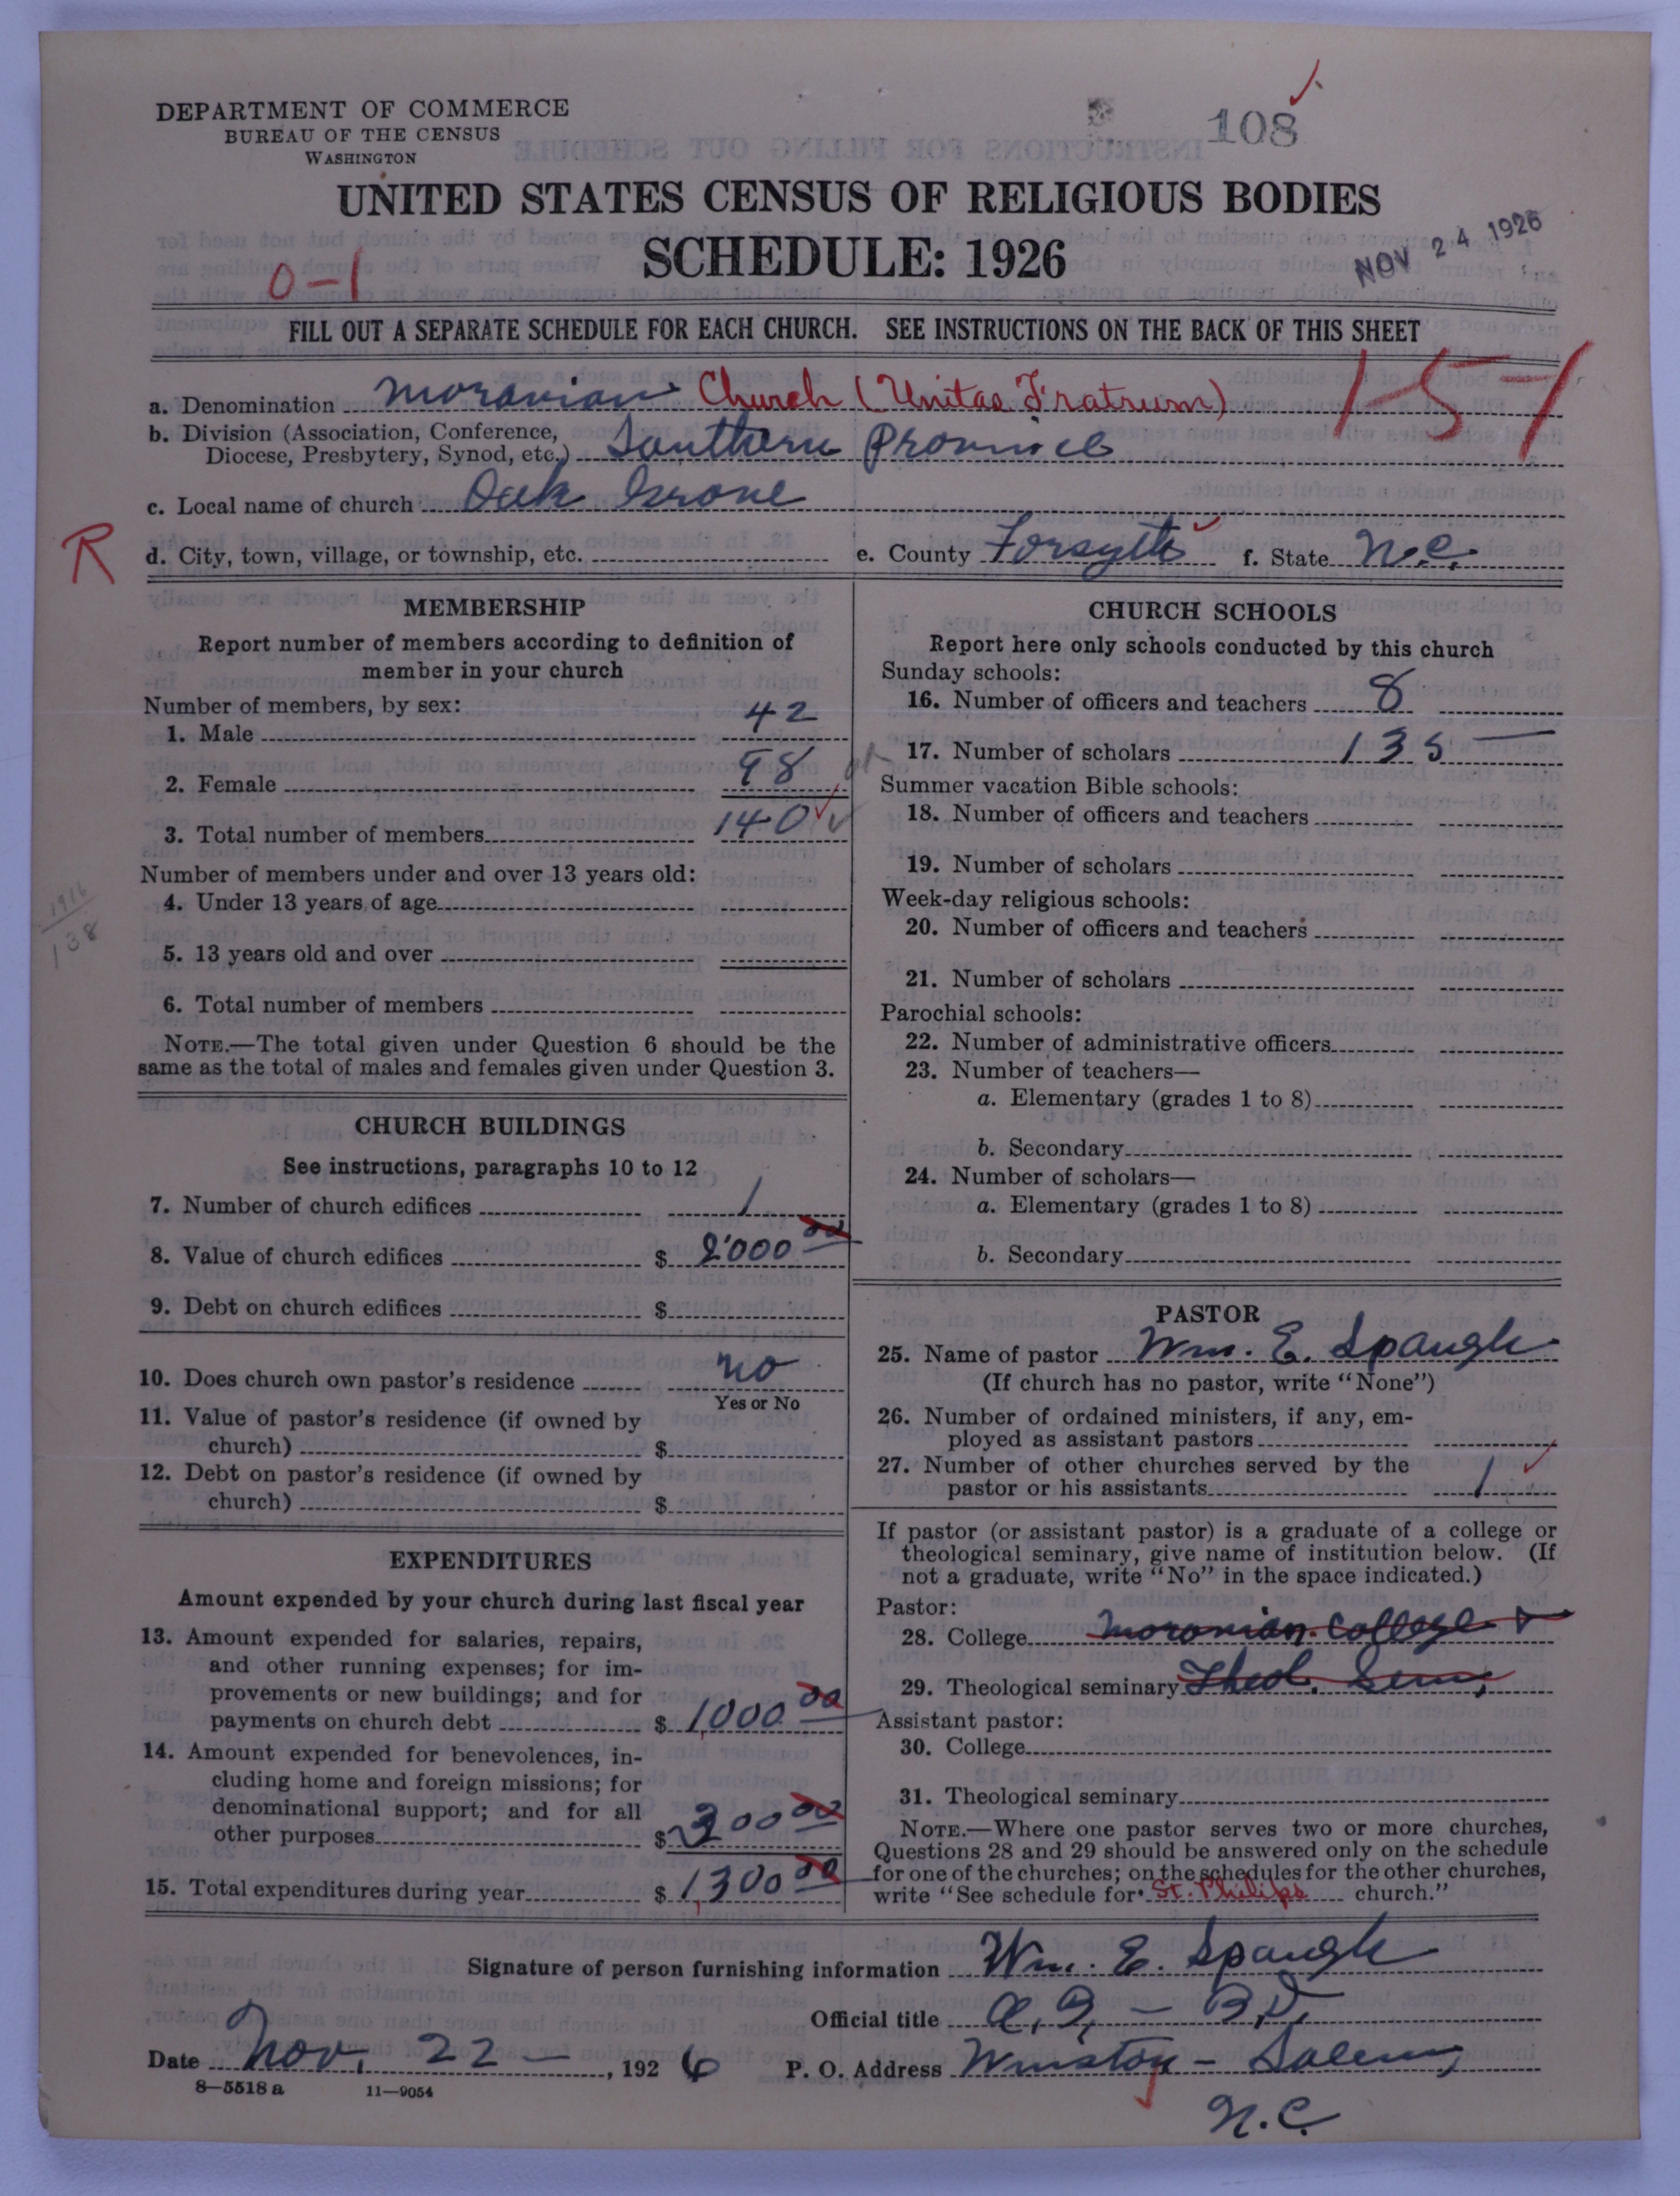 DEPARTMENT OF COMMERCE
BUREAU OF THE CENSUS
WASHINGTON
108
UNITED STATES CENSUS OF RELIGIOUS BODIES
SCHEDULE: 1926
NOV 24 1926
0-1
FILL OUT A SEPARATE SCHEDULE FOR EACH CHURCH. SEE INSTRUCTIONS ON THE BACK OF THIS SHEET
1-5-1
a. Denomination Moravian Church (Unitas Fratrum)
b. Division (Association, Conference,
Diocese, Presbytery, Synod, etc.) Southern Province
c. Local name of church Oak Grove
R
d. City, town, village, or township, etc. e. County Forsyth f. State N.C.
MEMBERSHIP
Report number of members according to definition of
member in your church
Number of members, by sex:
1. Male 42
2. Female 98
3. Total number of members 140
Number of members under and over 13 years old:
4. Under 13 years of age
1916
138
5. 13 years old and over
6. Total number of members
NOTE.—The total given under Question 6 should be the
same as the total of males and females given under Question 3.
CHURCH BUILDINGS
See instructions, paragraphs 10 to 12
7. Number of church edifices 1
8. Value of church edifices $ 2000 00
9. Debt on church edifices $
10. Does church own pastor's residence no
Yes or No
11. Value of pastor's residence (if owned by
church) $
12. Debt on pastor's residence (if owned by
church) $
EXPENDITURES
Amount expended by your church during last fiscal year
13. Amount expended for salaries, repairs,
and other running expenses; for im-
provements or new buildings; and for
payments on church debt $ 1,000 00
14. Amount expended for benevolences, in-
cluding home and foreign missions; for
denominational support; and for all
other purposes $ 300 00
15. Total expenditures during year $ 1,300 00
CHURCH SCHOOLS
Report here only schools conducted by this church
Sunday schools:
16. Number of officers and teachers 8
17. Number of scholars 135
Summer vacation Bible schools:
18. Number of officers and teachers
19. Number of scholars
Week-day religious schools:
20. Number of officers and teachers
21. Number of scholars
Parochial schools:
22. Number of administrative officers
23. Number of teachers—
a. Elementary (grades 1 to 8)
b. Secondary
24. Number of scholars—
a. Elementary (grades 1 to 8)
b. Secondary
PASTOR
25. Name of pastor Wm. E. Spaugh
(If church has no pastor, write "None")
26. Number of ordained ministers, if any, em-
ployed as assistant pastors
27. Number of other churches served by the
pastor or his assistants 1
If pastor (or assistant pastor) is a graduate of a college or
theological seminary, give name of institution below. (If
not a graduate, write "No" in the space indicated.)
Pastor:
28. College Moravian College &
29. Theological seminary Theol. Sem,
Assistant pastor:
30. College
31. Theological seminary
NOTE.—Where one pastor serves two or more churches,
Questions 28 and 29 should be answered only on the schedule
for one of the churches; on the schedules for the other churches,
write "See schedule for St. Philips church."
Signature of person furnishing information Wm. E. Spaugh
Official title A.B. — B.D.
Date Nov. 22 —, 1926 P. O. Address Winston-Salem,
N.C.
8—5518 a 11—9054